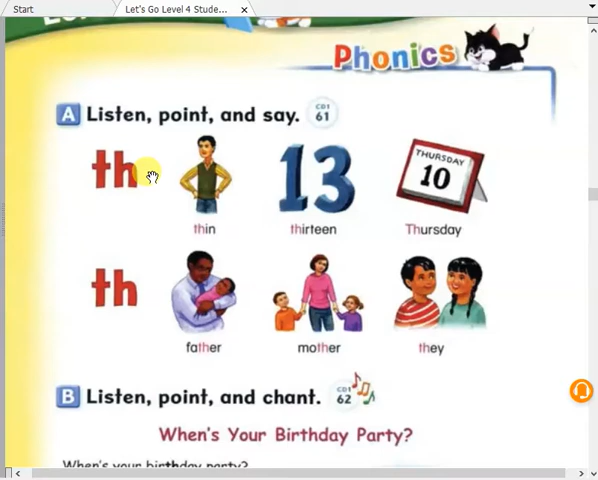 Start
Let's Go Level 4 Stude...
Phonics
A Listen, point, and say. CD1 61
th
13
THURSDAY
10
thin thirteen Thursday
th
father mother they
B Listen, point, and chant. CD1 62
When's Your Birthday Party?
When's your birthday party?